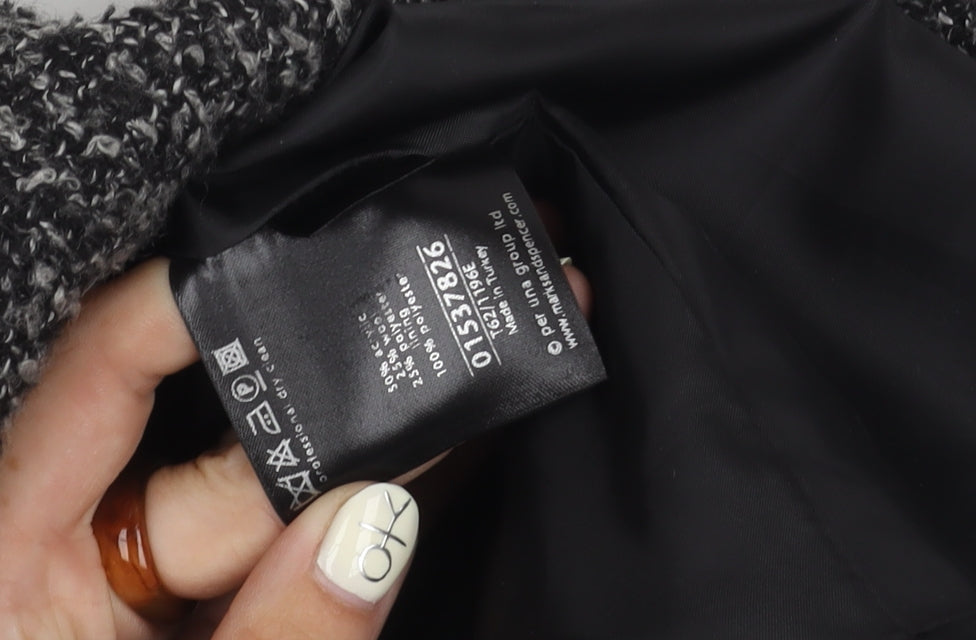 50% acrylic
25% wool
25% polyester
lining
100% polyester
01537826
T62/1196E
Made in Turkey
© per una group ltd
www.marksandspencer.com
professional dry clean
P
OK